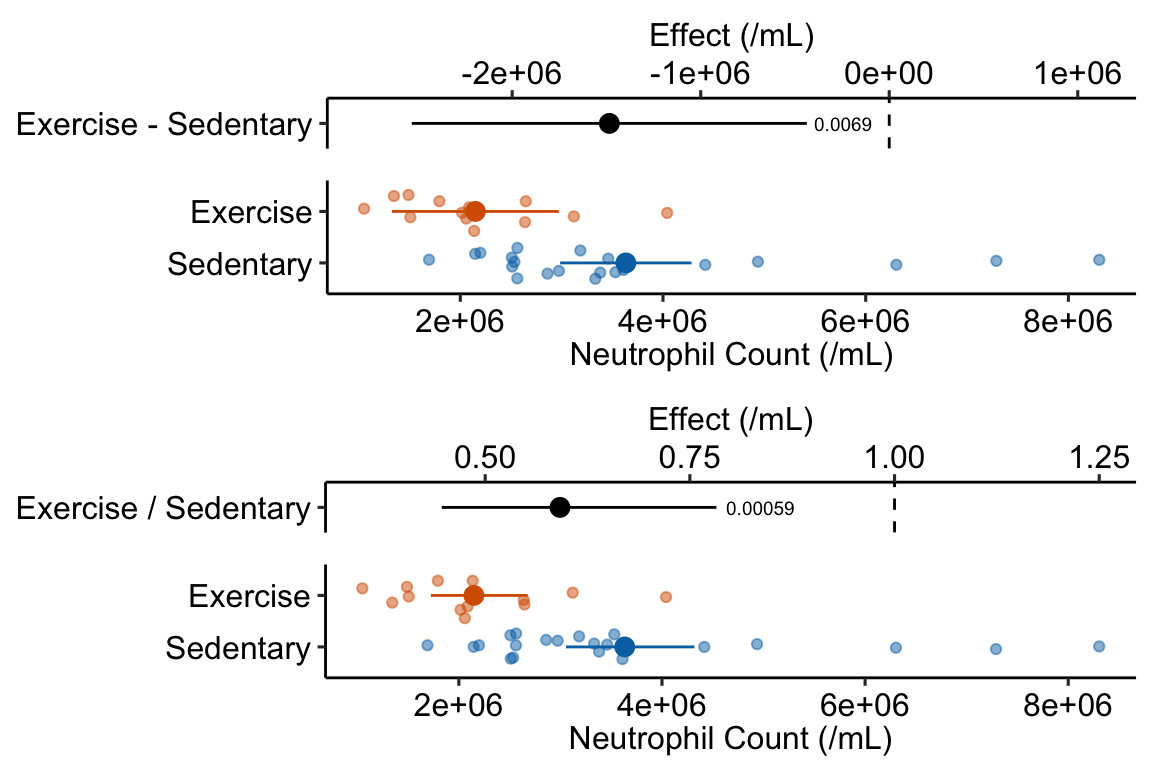 Effect (/mL)
-2e+06 -1e+06 0e+00 1e+06
Exercise - Sedentary 0.0069
Exercise
Sedentary
2e+06 4e+06 6e+06 8e+06
Neutrophil Count (/mL)
Effect (/mL)
0.50 0.75 1.00 1.25
Exercise / Sedentary 0.00059
Exercise
Sedentary
2e+06 4e+06 6e+06 8e+06
Neutrophil Count (/mL)